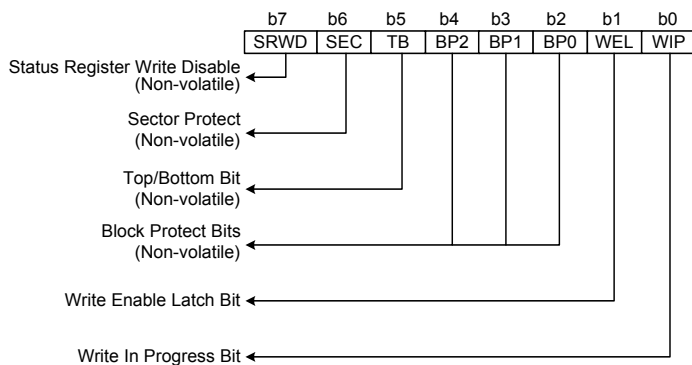 b7 b6 b5 b4 b3 b2 b1 b0
SRWD SEC TB BP2 BP1 BP0 WEL WIP
Status Register Write Disable
(Non-volatile)
Sector Protect
(Non-volatile)
Top/Bottom Bit
(Non-volatile)
Block Protect Bits
(Non-volatile)
Write Enable Latch Bit
Write In Progress Bit